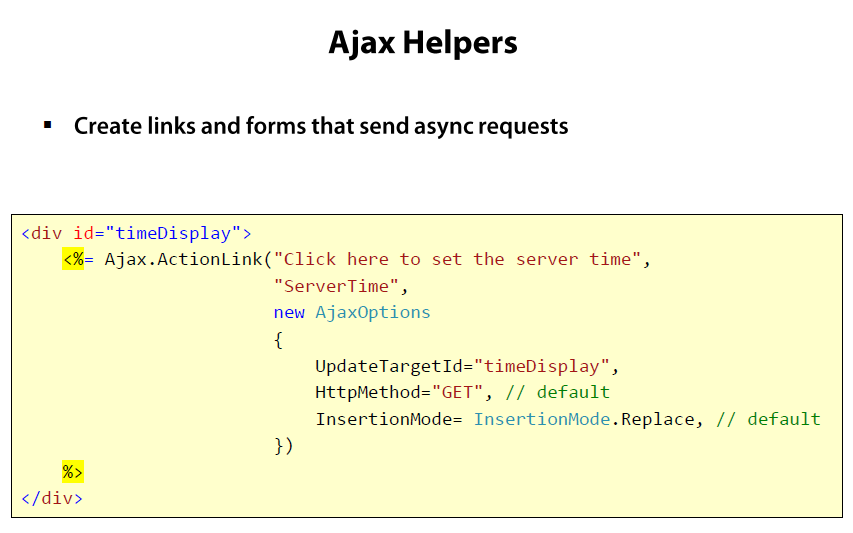 Ajax Helpers
▪ Create links and forms that send async requests
<div id="timeDisplay">
    <%= Ajax.ActionLink("Click here to set the server time",
                        "ServerTime",
                        new AjaxOptions
                        {
                            UpdateTargetId="timeDisplay",
                            HttpMethod="GET", // default
                            InsertionMode= InsertionMode.Replace, // default
                        })
    %>
</div>